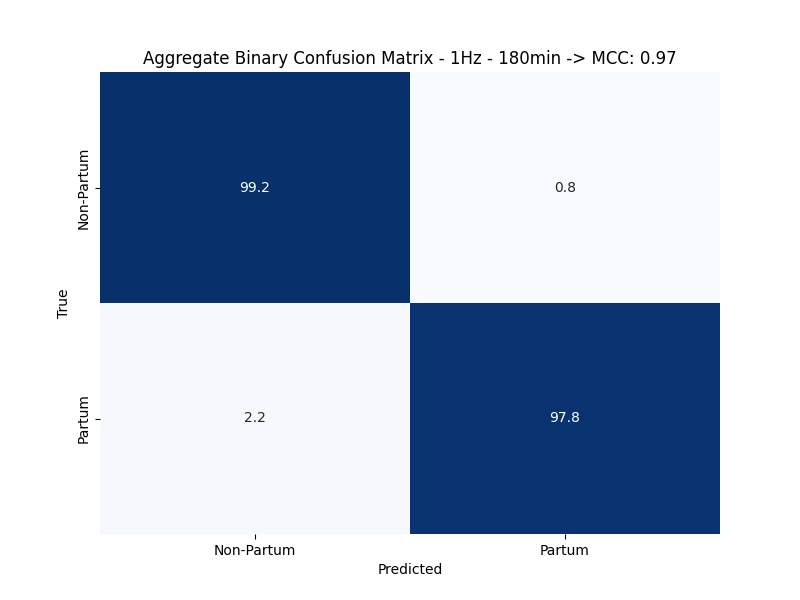 Aggregate Binary Confusion Matrix - 1Hz - 180min -> MCC: 0.97
Non-Partum
99.2
0.8
True
Partum
2.2
97.8
Non-Partum
Partum
Predicted